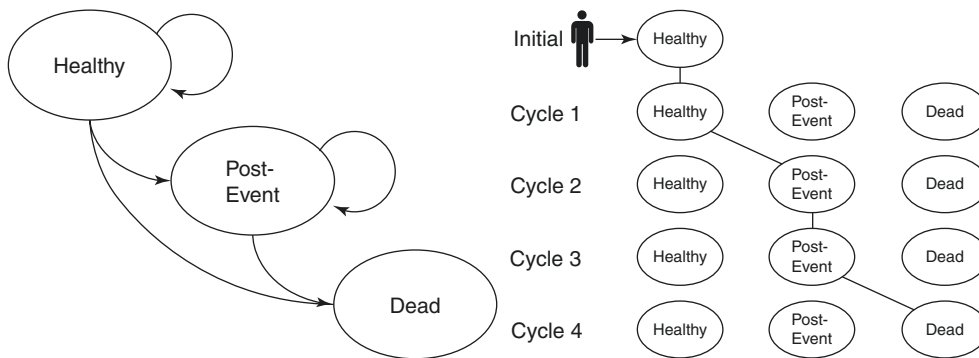 Healthy
Post-
Event
Dead
Initial
Healthy
Cycle 1
Healthy
Post-
Event
Dead
Cycle 2
Healthy
Post-
Event
Dead
Cycle 3
Healthy
Post-
Event
Dead
Cycle 4
Healthy
Post-
Event
Dead